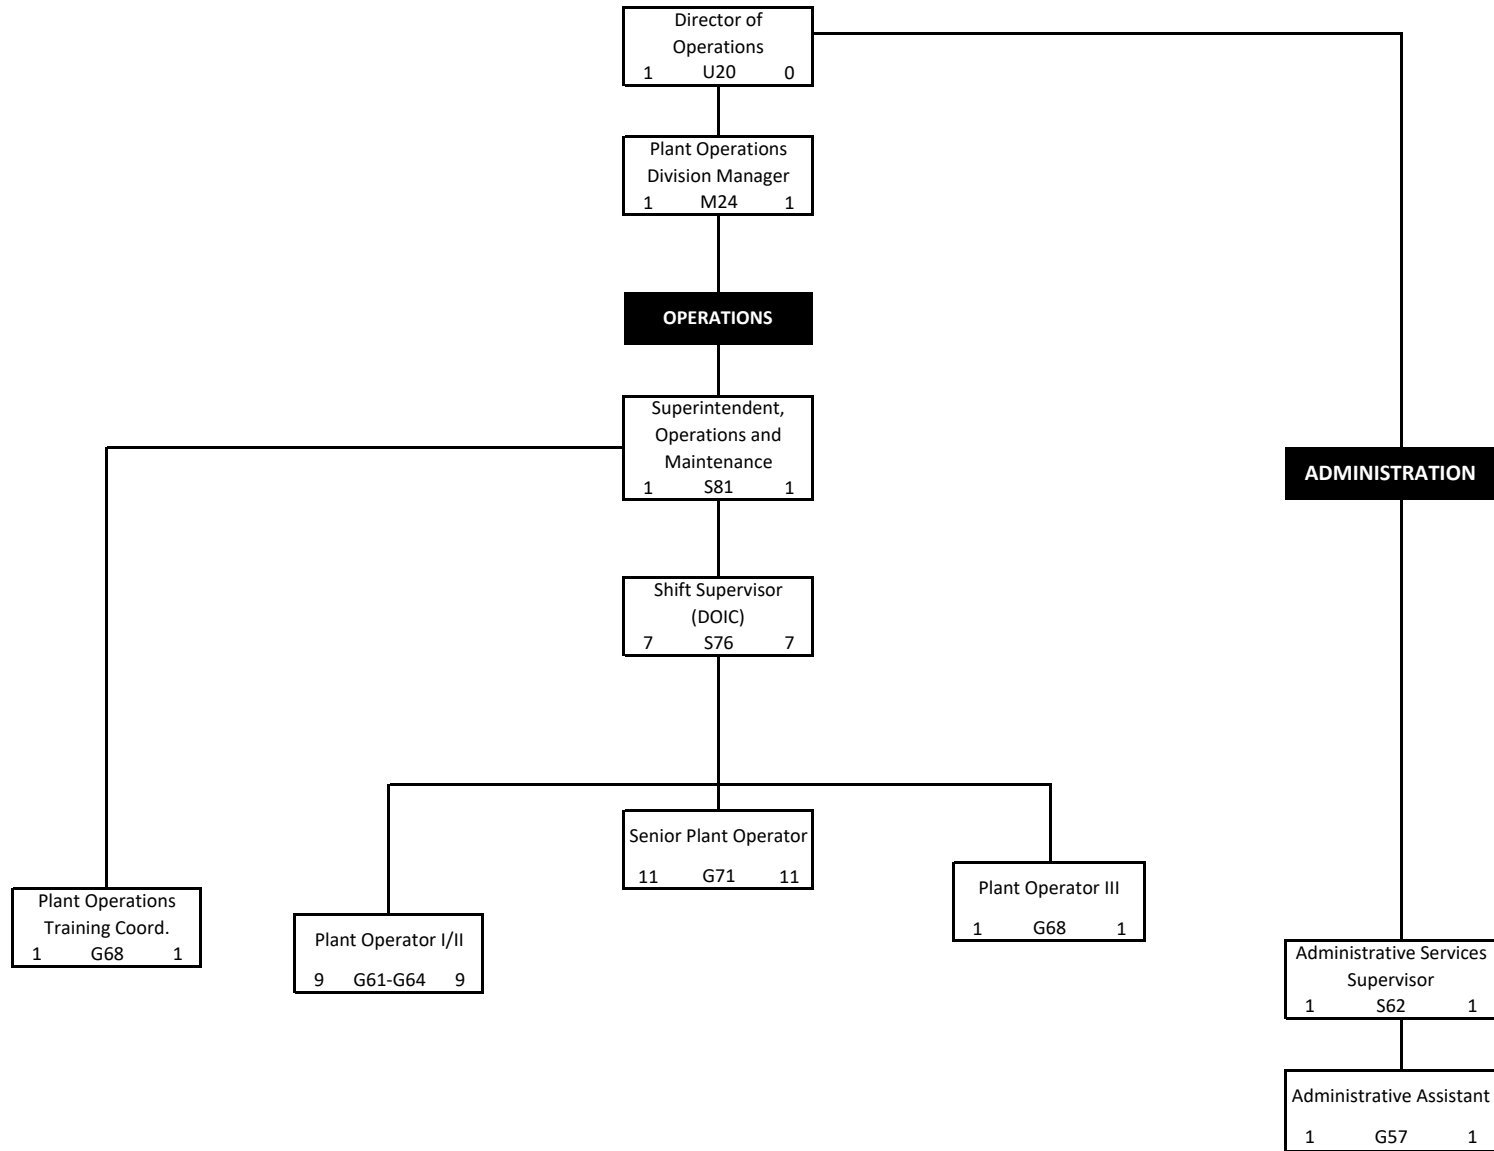 Director of
Operations
1 U20 0
Plant Operations
Division Manager
1 M24 1
OPERATIONS
Superintendent,
Operations and
Maintenance
1 S81 1
ADMINISTRATION
Shift Supervisor
(DOIC)
7 S76 7
Senior Plant Operator
11 G71 11
Plant Operator III
1 G68 1
Plant Operations
Training Coord.
1 G68 1
Plant Operator I/II
9 G61-G64 9
Administrative Services
Supervisor
1 S62 1
Administrative Assistant
1 G57 1